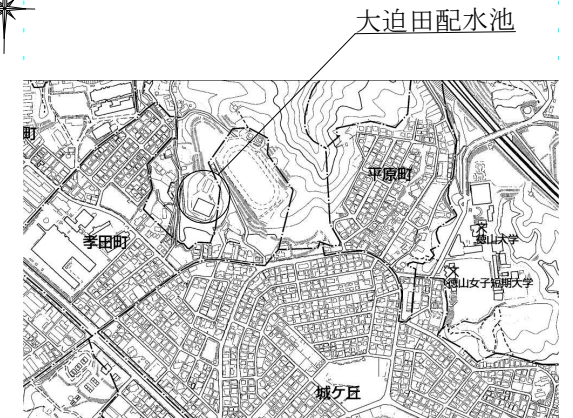 大迫田配水池
町
平原町
孝田町
徳山大学
徳山女子短期大学
城ケ丘